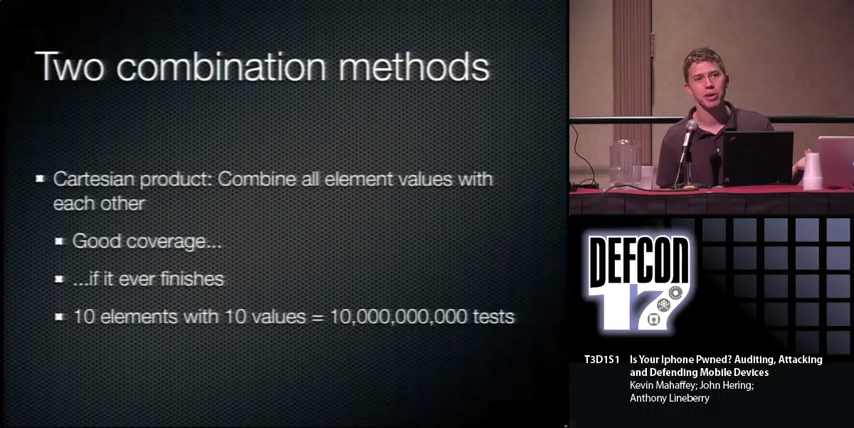 Two combination methods
Cartesian product: Combine all element values with
each other
Good coverage...
...if it ever finishes
10 elements with 10 values = 10,000,000,000 tests
DEFCON
17
T3D1S1 Is Your Iphone Pwned? Auditing, Attacking
and Defending Mobile Devices
Kevin Mahaffey; John Hering;
Anthony Lineberry